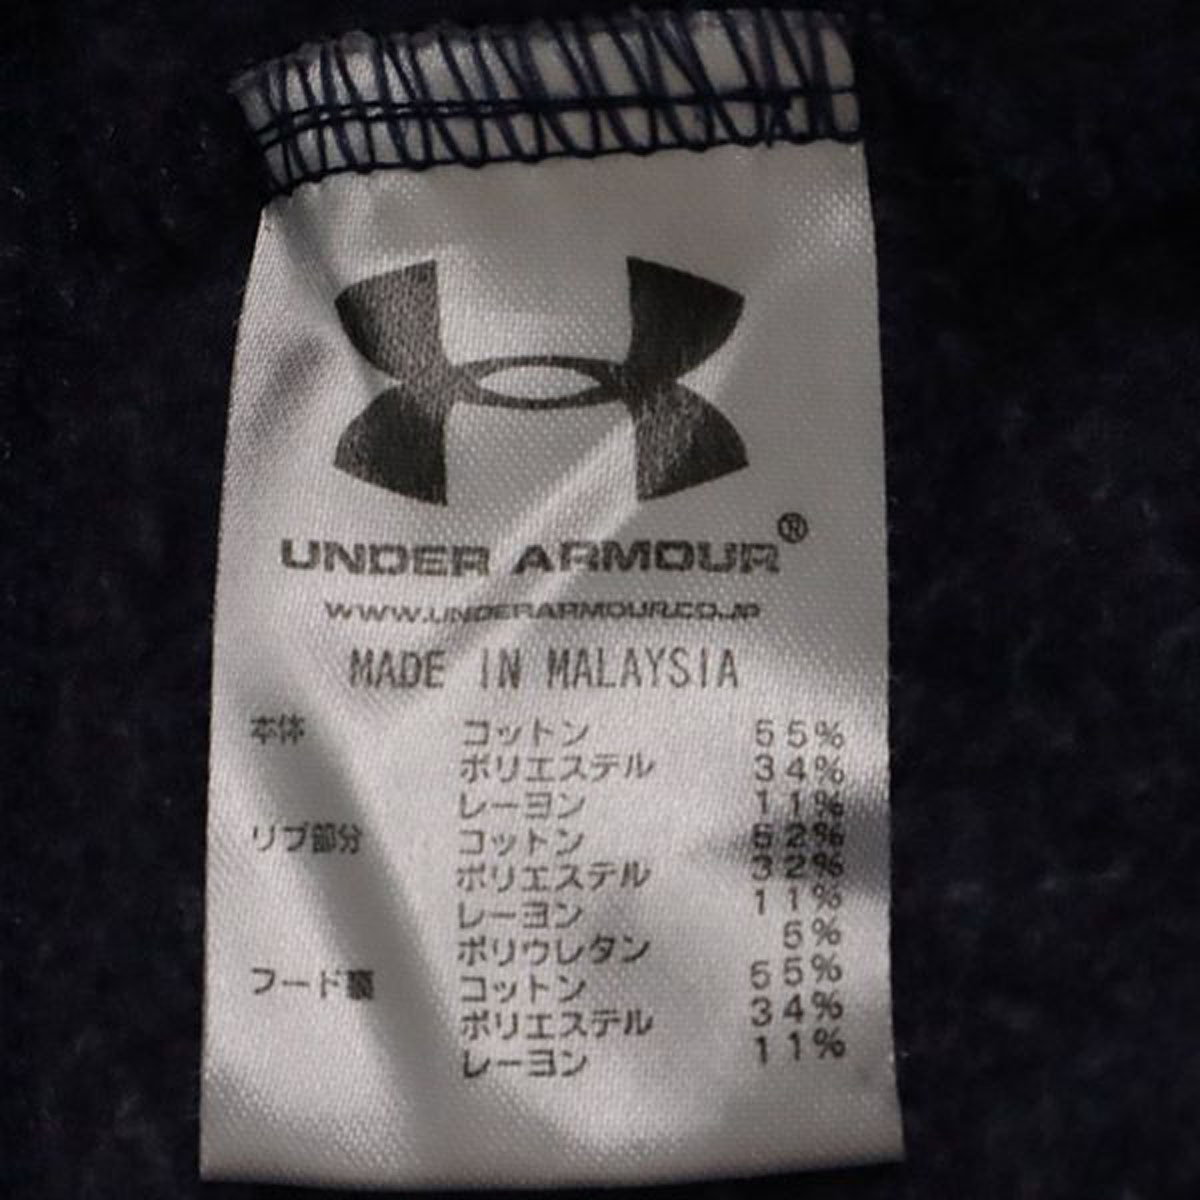 UNDER ARMOUR®
WWW.UNDERARMOUR.CO.JP
MADE IN MALAYSIA
本体 コットン 55%
ポリエステル 34%
レーヨン 11%
リブ部分 コットン 52%
ポリエステル 32%
レーヨン 11%
ポリウレタン 5%
フード裏 コットン 55%
ポリエステル 34%
レーヨン 11%